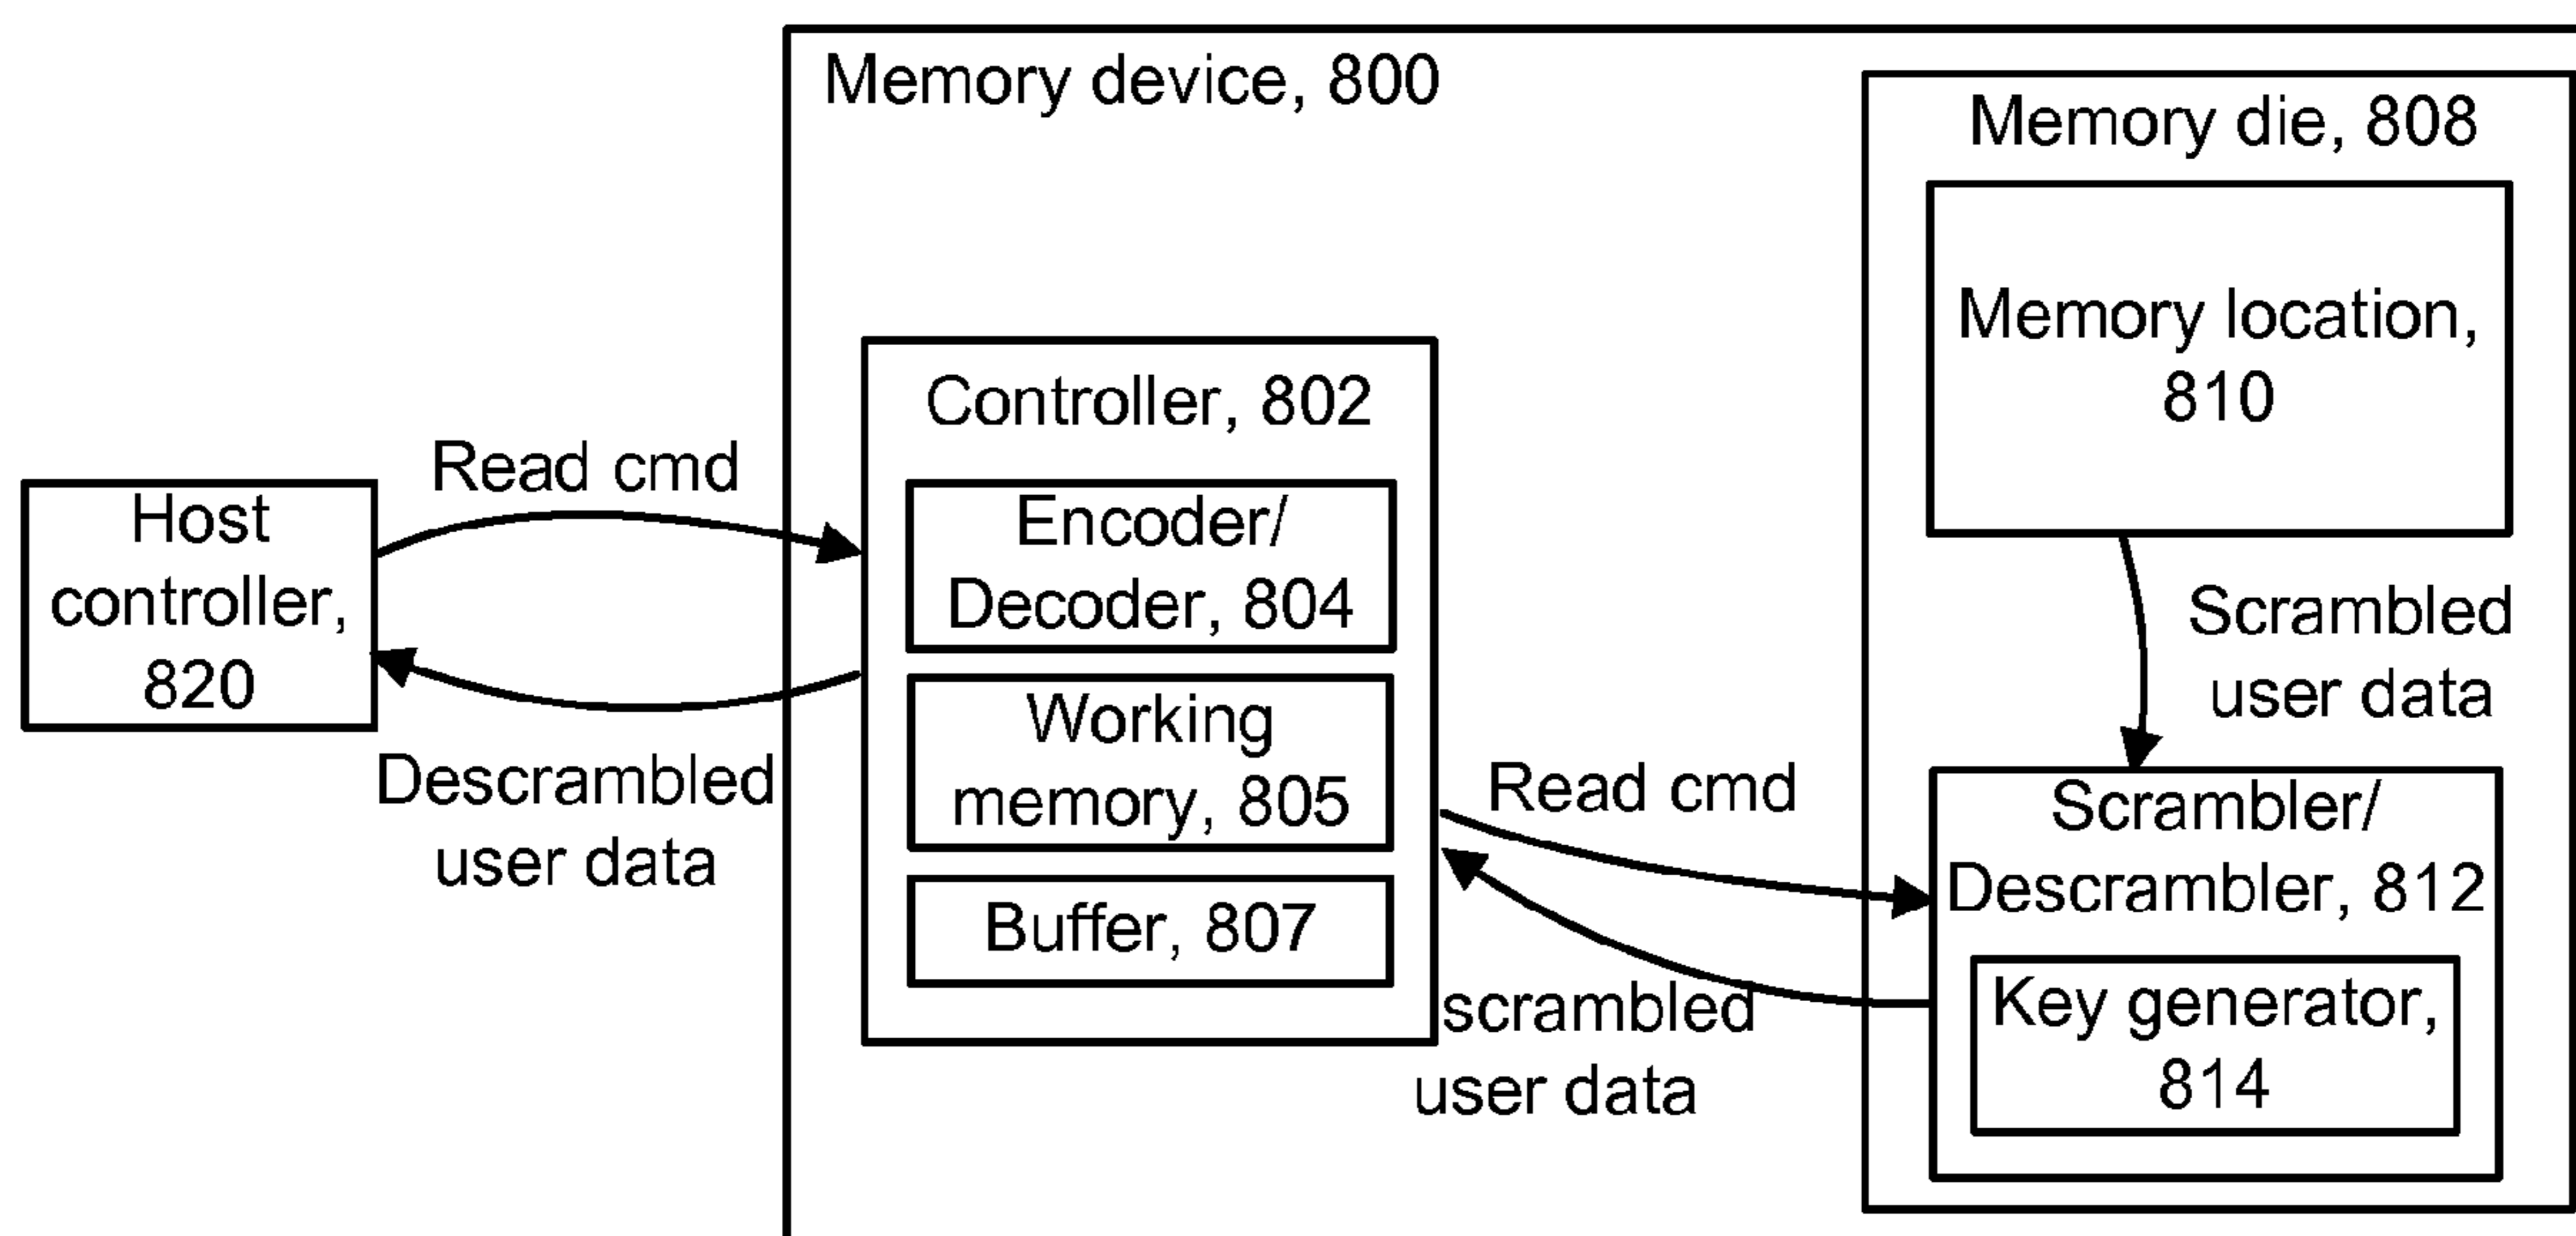 Memory device, 800
Memory die, 808
Memory location,
810
Controller, 802
Read cmd
Host
controller,
820
Encoder/
Decoder, 804
Scrambled
user data
Working
memory, 805
Descrambled
user data
Read cmd
Scrambler/
Descrambler, 812
Buffer, 807
scrambled
user data
Key generator,
814